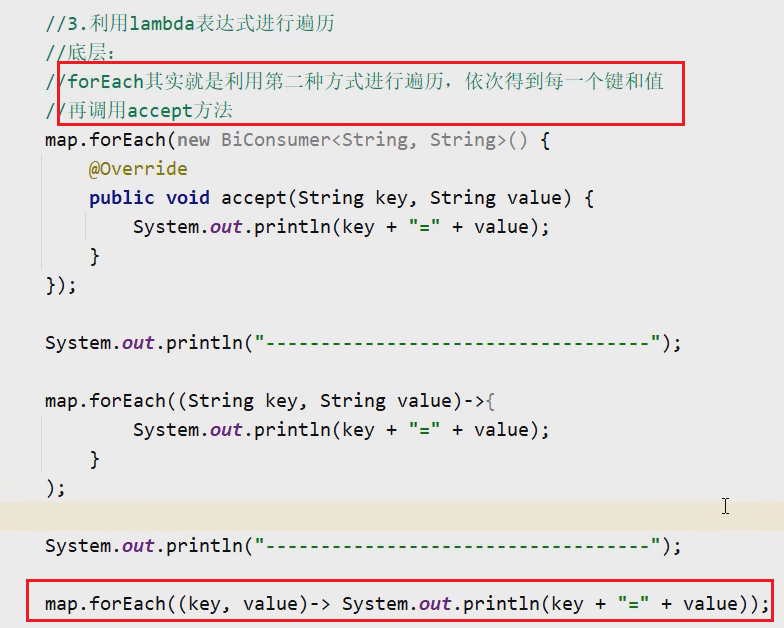 //3.利用lambda表达式进行遍历
//底层:
//forEach其实就是利用第二种方式进行遍历，依次得到每一个键和值
//再调用accept方法
map.forEach(new BiConsumer<String, String>() {
@Override
public void accept(String key, String value) {
System.out.println(key + "=" + value);
}
});
System.out.println("-----------------------------------");
map.forEach((String key, String value)->{
System.out.println(key + "=" + value);
}
);
System.out.println("-----------------------------------");
map.forEach((key, value)-> System.out.println(key + "=" + value));